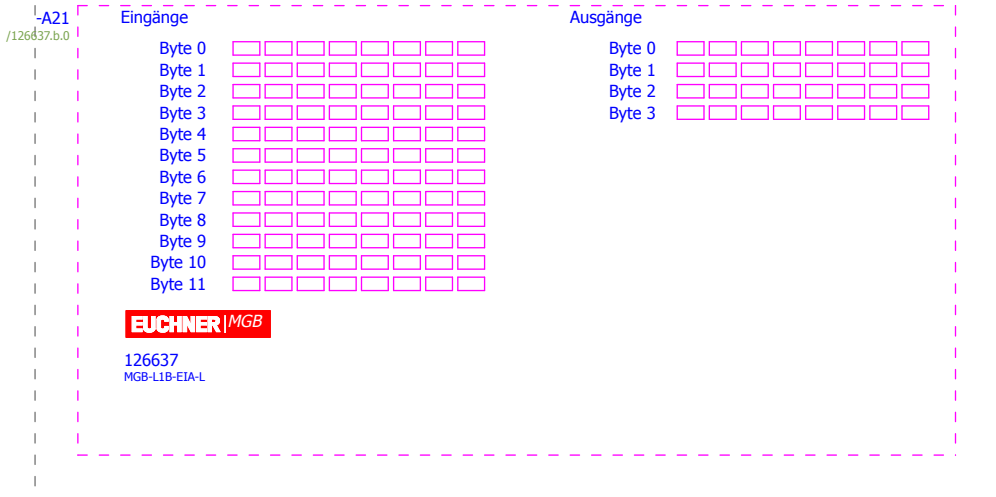 -A21
/126637.b.0
Eingänge
Byte 0
Byte 1
Byte 2
Byte 3
Byte 4
Byte 5
Byte 6
Byte 7
Byte 8
Byte 9
Byte 10
Byte 11
Ausgänge
Byte 0
Byte 1
Byte 2
Byte 3
EUCHNER MGB
126637
MGB-L1B-EIA-L